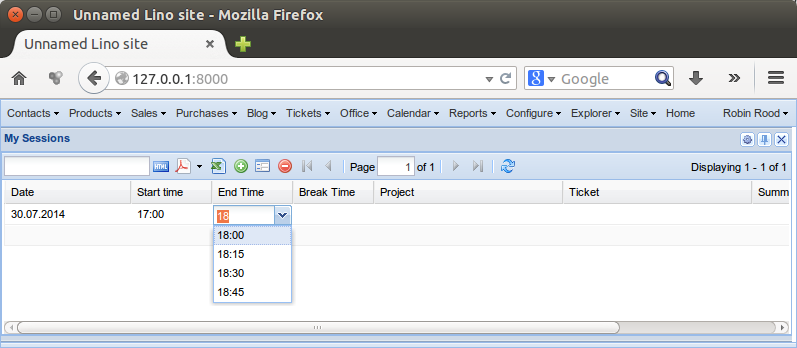 Unnamed Lino site - Mozilla Firefox
Unnamed Lino site
127.0.0.1:8000
Google
Contacts Products Sales Purchases Blog Tickets Office Calendar Reports Configure Explorer Site Home Robin Rood
My Sessions
HTML Page 1 of 1 Displaying 1 - 1 of 1
Date Start time End Time Break Time Project Ticket Summ
30.07.2014 17:00 18
18:00
18:15
18:30
18:45